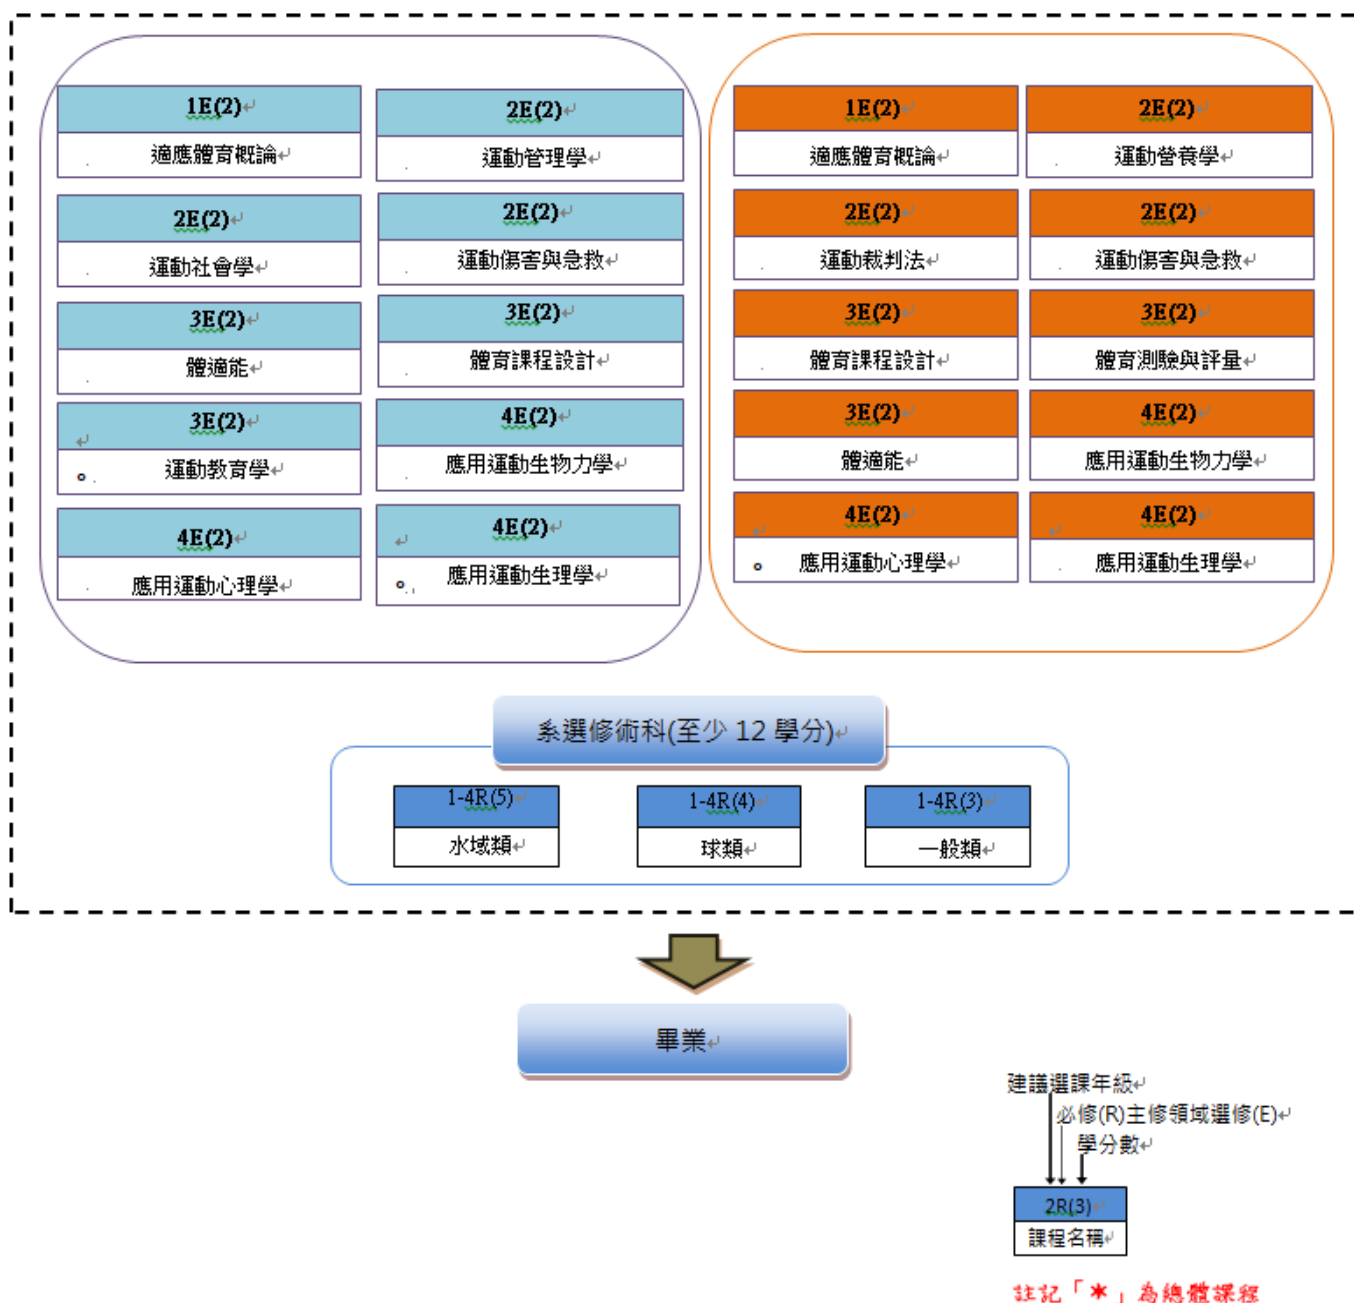 1E(2)
適應體育概論
2E(2)
運動管理學
2E(2)
運動社會學
2E(2)
運動傷害與急救
3E(2)
體適能
3E(2)
體育課程設計
3E(2)
運動教育學
4E(2)
應用運動生物力學
4E(2)
應用運動心理學
4E(2)
應用運動生理學
1E(2)
適應體育概論
2E(2)
運動營養學
2E(2)
運動裁判法
2E(2)
運動傷害與急救
3E(2)
體育課程設計
3E(2)
體育測驗與評量
3E(2)
體適能
4E(2)
應用運動生物力學
4E(2)
應用運動心理學
4E(2)
應用運動生理學
系選修術科(至少 12 學分)
1-4R(5)
水域類
1-4R(4)
球類
1-4R(3)
一般類
畢業
建議選課年級
必修(R)主修領域選修(E)
學分數
2R(3)
課程名稱
註記「*」為總體課程